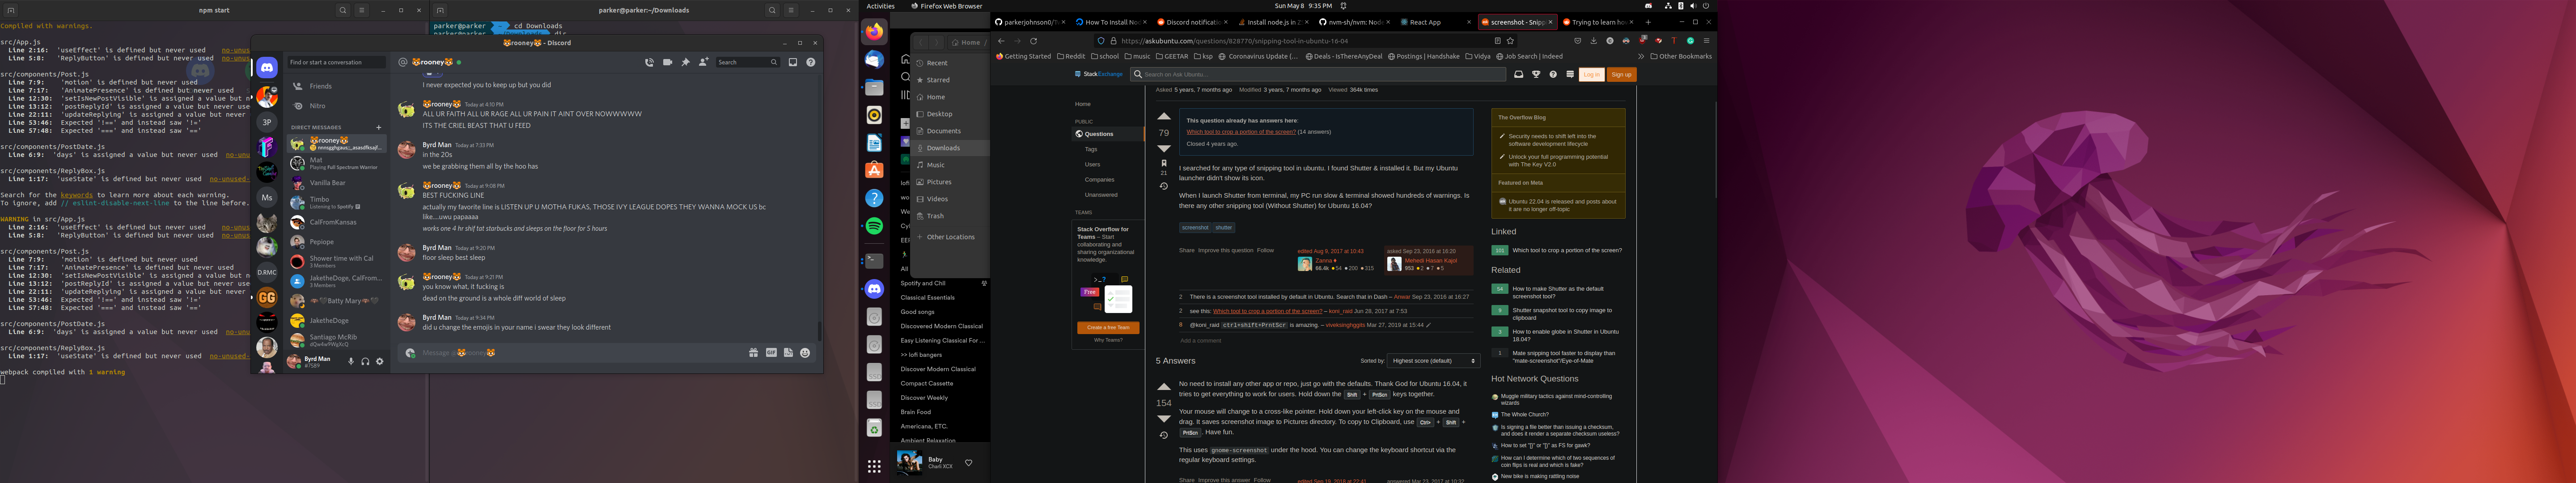 npm start
Compiled with warnings.
src/App.js
Line 2:16: 'useEffect' is defined but never used no-unus
Line 5:8: 'ReplyButton' is defined but never used no-unus
src/components/Post.js
Line 7:9: 'motion' is defined but never used
Line 7:17: 'AnimatePresence' is defined but never used
Line 12:30: 'setIsNewPostVisible' is assigned a value but n
Line 13:12: 'postReplyId' is assigned a value but never
Line 22:11: 'updateReplying' is assigned a value but never
Line 53:46: Expected '!==' and instead saw '!='
Line 57:48: Expected '===' and instead saw '=='
src/components/PostDate.js
Line 6:9: 'days' is assigned a value but never used no-unu
src/components/ReplyBox.js
Line 1:17: 'useState' is defined but never used no-unused-
Search for the keywords to learn more about each warning.
To ignore, add // eslint-disable-next-line to the line before.
WARNING in src/App.js
Line 2:16: 'useEffect' is defined but never used no-unus
Line 5:8: 'ReplyButton' is defined but never used no-unus
src/components/Post.js
Line 7:9: 'motion' is defined but never used
Line 7:17: 'AnimatePresence' is defined but never used
Line 12:30: 'setIsNewPostVisible' is assigned a value but n
Line 13:12: 'postReplyId' is assigned a value but never
Line 22:11: 'updateReplying' is assigned a value but never
Line 53:46: Expected '!==' and instead saw '!='
Line 57:48: Expected '===' and instead saw '=='
src/components/PostDate.js
Line 6:9: 'days' is assigned a value but never used no-unu
src/components/ReplyBox.js
Line 1:17: 'useState' is defined but never used no-unused-
webpack compiled with 1 warning
parker@parker:~/Downloads
parker@parker ~ cd Downloads
🐯rooney🐯 - Discord
Find or start a conversation
Friends
Nitro
DIRECT MESSAGES
🐯rooney🐯
Mat
Playing Full Spectrum Warrior
Vanilla Bear
Timbo
Listening to Spotify
CalFromKansas
Pepiope
Shower time with Cal
3 Members
JaketheDoge, CalFrom...
3 Members
Batty Mary
JaketheDoge
Santiago McRib
dQw4w9WgXcQ
Byrd Man
#7589
3P
Ms
D.RMC
GG
🐯rooney🐯
Search
I never expected you to keep up but you did
🐯rooney🐯 Today at 4:10 PM
ALL UR FAITH ALL UR RAGE ALL UR PAIN IT AINT OVER NOWWWWW
ITS THE CRIEL BEAST THAT U FEED
Byrd Man Today at 7:33 PM
in the 20s
we be grabbing them all by the hoo has
🐯rooney🐯 Today at 9:08 PM
BEST FUCKING LINE
actually my favorite line is LISTEN UP U MOTHA FUKAS, THOSE IVY LEAGUE DOPES THEY WANNA MOCK US bc
like....uwu papaaaa
works one 4 hr shif tat starbucks and sleeps on the floor for 5 hours
Byrd Man Today at 9:20 PM
floor sleep best sleep
🐯rooney🐯 Today at 9:21 PM
you know what, it fucking is
dead on the ground is a whole diff world of sleep
Byrd Man Today at 9:34 PM
did u change the emojis in your name i swear they look different
Message @🐯rooney🐯
GIF
Activities Firefox Web Browser
Sun May 8 9:35 PM
Home /
Recent
Starred
Home
Desktop
Documents
Downloads
Music
Pictures
Videos
Trash
Other Locations
Spotify and Chill
Classical Essentials
Good songs
Discovered Modern Classical
Easy Listening Classical For ...
>> lofi bangers
Discover Modern Classical
Compact Cassette
Discover Weekly
Brain Food
Americana, ETC.
Ambient Relaxation
Baby
Charli XCX
parkerjohnson0/T
How To Install Noc
Discord notificatio
Install node.js in Z
nvm-sh/nvm: Node
React App
screenshot - Snipp
Trying to learn how
https://askubuntu.com/questions/828770/snipping-tool-in-ubuntu-16-04
Getting Started Reddit school music GEETAR ksp Coronavirus Update (... Deals - IsThereAnyDeal Postings | Handshake Vidya Job Search | Indeed Other Bookmarks
StackExchange
Search on Ask Ubuntu...
Log in
Sign up
Home
PUBLIC
Questions
Tags
Users
Companies
Unanswered
TEAMS
Stack Overflow for
Teams – Start
collaborating and
sharing organizational
knowledge.
Free
Create a free Team
Why Teams?
Asked 5 years, 7 months ago Modified 3 years, 7 months ago Viewed 364k times
79
21
This question already has answers here:
Which tool to crop a portion of the screen? (14 answers)
Closed 4 years ago.
I searched for any type of snipping tool in ubuntu. I found Shutter & installed it. But my Ubuntu
launcher didn't show its icon.
When I launch Shutter from terminal, my PC run slow & terminal showed hundreds of warnings. Is
there any other snipping tool (Without Shutter) for Ubuntu 16.04?
screenshot shutter
Share Improve this question Follow
edited Aug 9, 2017 at 10:43
Zanna ♦
66.4k 54 200 315
asked Sep 23, 2016 at 16:20
Mehedi Hasan Kajol
953 2 7 5
2 There is a screenshot tool installed by default in Ubuntu. Search that in Dash – Anwar Sep 23, 2016 at 16:27
2 see this: Which tool to crop a portion of the screen? – koni_raid Jun 28, 2017 at 7:53
8 @koni_raid ctrl+shift+PrntScr is amazing. – viveksinghggits Mar 27, 2019 at 15:44
Add a comment
5 Answers
Sorted by: Highest score (default)
154
No need to install any other app or repo, just go with the defaults. Thank God for Ubuntu 16.04, it
tries to get everything to work for users. Hold down the Shift + PrtScn keys together.
Your mouse will change to a cross-like pointer. Hold down your left-click key on the mouse and
drag. It saves screenshot image to Pictures directory. To copy to Clipboard, use Ctrl+ + Shift +
PrtScn . Have fun.
This uses gnome-screenshot under the hood. You can change the keyboard shortcut via the
regular keyboard settings.
Share Improve this answer Follow
The Overflow Blog
Security needs to shift left into the
software development lifecycle
Unlock your full programming potential
with The Key V2.0
Featured on Meta
Ubuntu 22.04 is released and posts about
it are no longer off-topic
Linked
101 Which tool to crop a portion of the screen?
Related
54 How to make Shutter as the default
screenshot tool?
5 Shutter snapshot tool to copy image to
clipboard
3 How to enable globe in Shutter in Ubuntu
18.04?
1 Mate snipping tool faster to display than
"mate-screenshot"/Eye-of-Mate
Hot Network Questions
Muggle military tactics against mind-controlling
wizards
The Whole Church?
Is signing a file better than issuing a checksum,
and does it render a separate checksum useless?
How to set "[}" or "]}" as FS for gawk?
How can I determine which of two sequences of
coin flips is real and which is fake?
New bike is making rattling noise